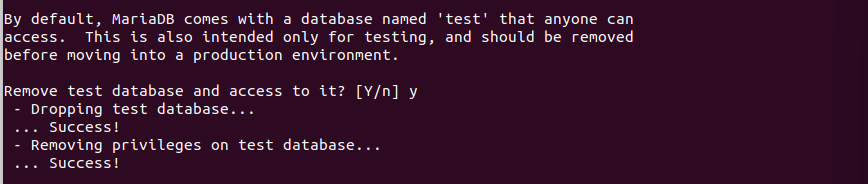 By default, MariaDB comes with a database named 'test' that anyone can
access.  This is also intended only for testing, and should be removed
before moving into a production environment.
Remove test database and access to it? [Y/n] y
 - Dropping test database...
 ... Success!
 - Removing privileges on test database...
 ... Success!